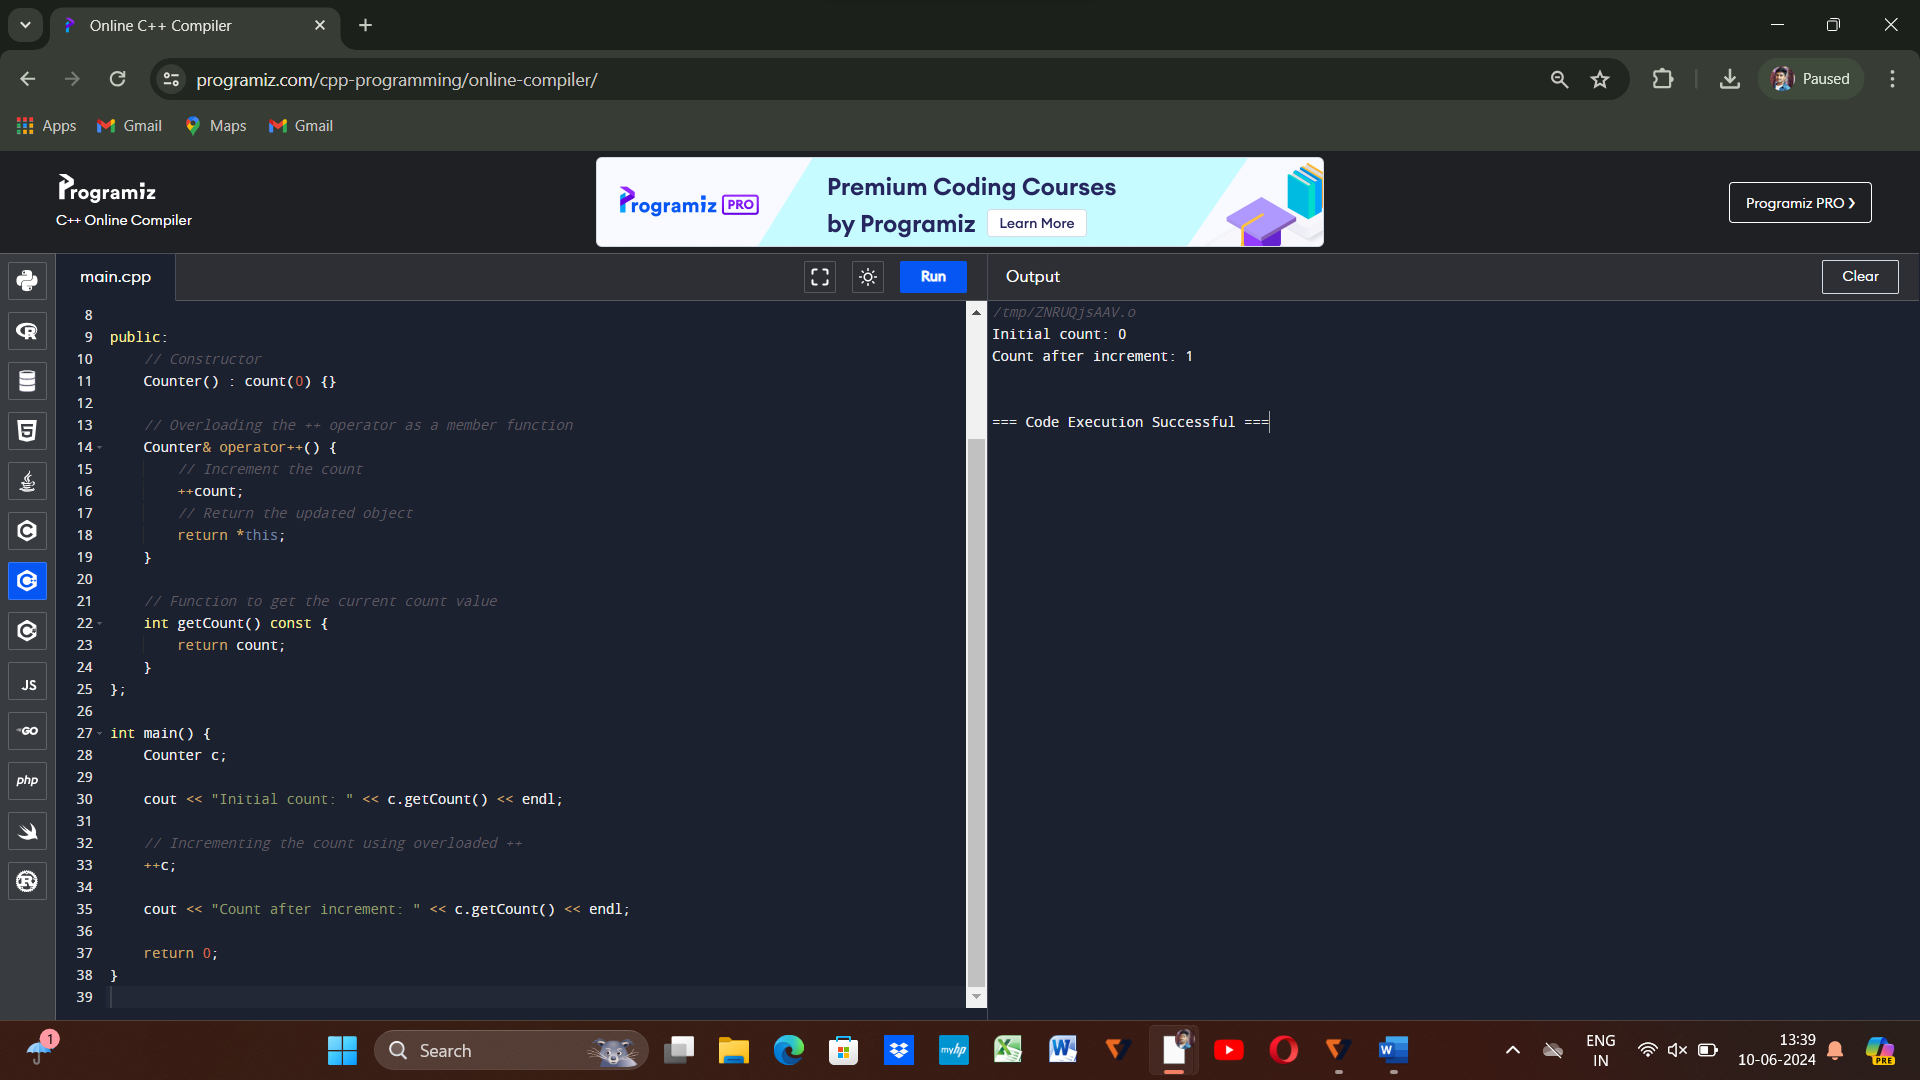 Online C++ Compiler
programiz.com/cpp-programming/online-compiler/
Paused
Apps
Gmail
Maps
Gmail
Programiz
C++ Online Compiler
Programiz PRO
Premium Coding Courses
by Programiz
Learn More
Programiz PRO ❯
main.cpp
Run
Output
Clear
8
9 public:
10     // Constructor
11     Counter() : count(0) {}
12
13     // Overloading the ++ operator as a member function
14     Counter& operator++() {
15         // Increment the count
16         ++count;
17         // Return the updated object
18         return *this;
19     }
20
21     // Function to get the current count value
22     int getCount() const {
23         return count;
24     }
25 };
26
27 int main() {
28     Counter c;
29
30     cout << "Initial count: " << c.getCount() << endl;
31
32     // Incrementing the count using overloaded ++
33     ++c;
34
35     cout << "Count after increment: " << c.getCount() << endl;
36
37     return 0;
38 }
39
/tmp/ZNRUQjsAAV.o
Initial count: 0
Count after increment: 1
=== Code Execution Successful ===
JS
GO
php
1
Search
myhp
W
ENG
IN
13:39
10-06-2024
PRE